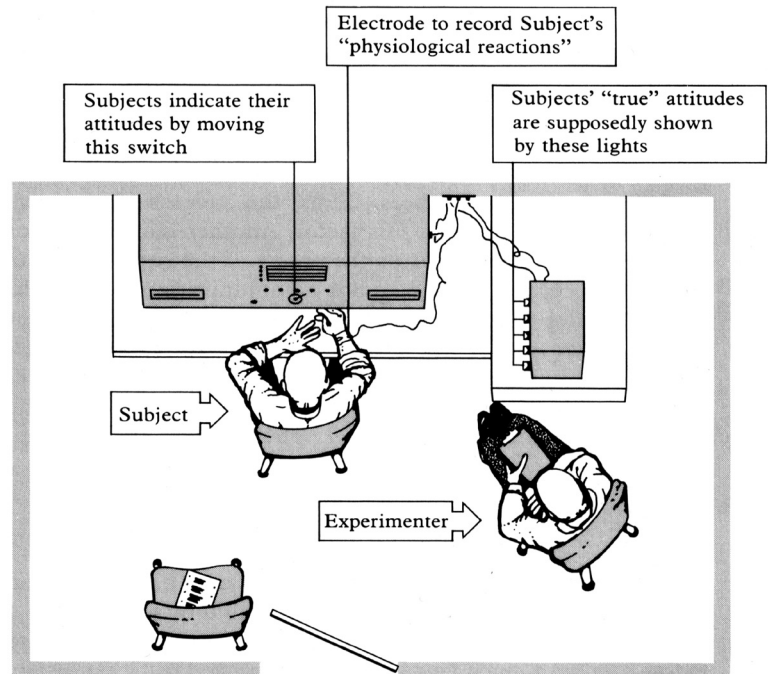 Electrode to record Subject's
“physiological reactions”
Subjects indicate their
attitudes by moving
this switch
Subjects' “true” attitudes
are supposedly shown
by these lights
Subject
Experimenter